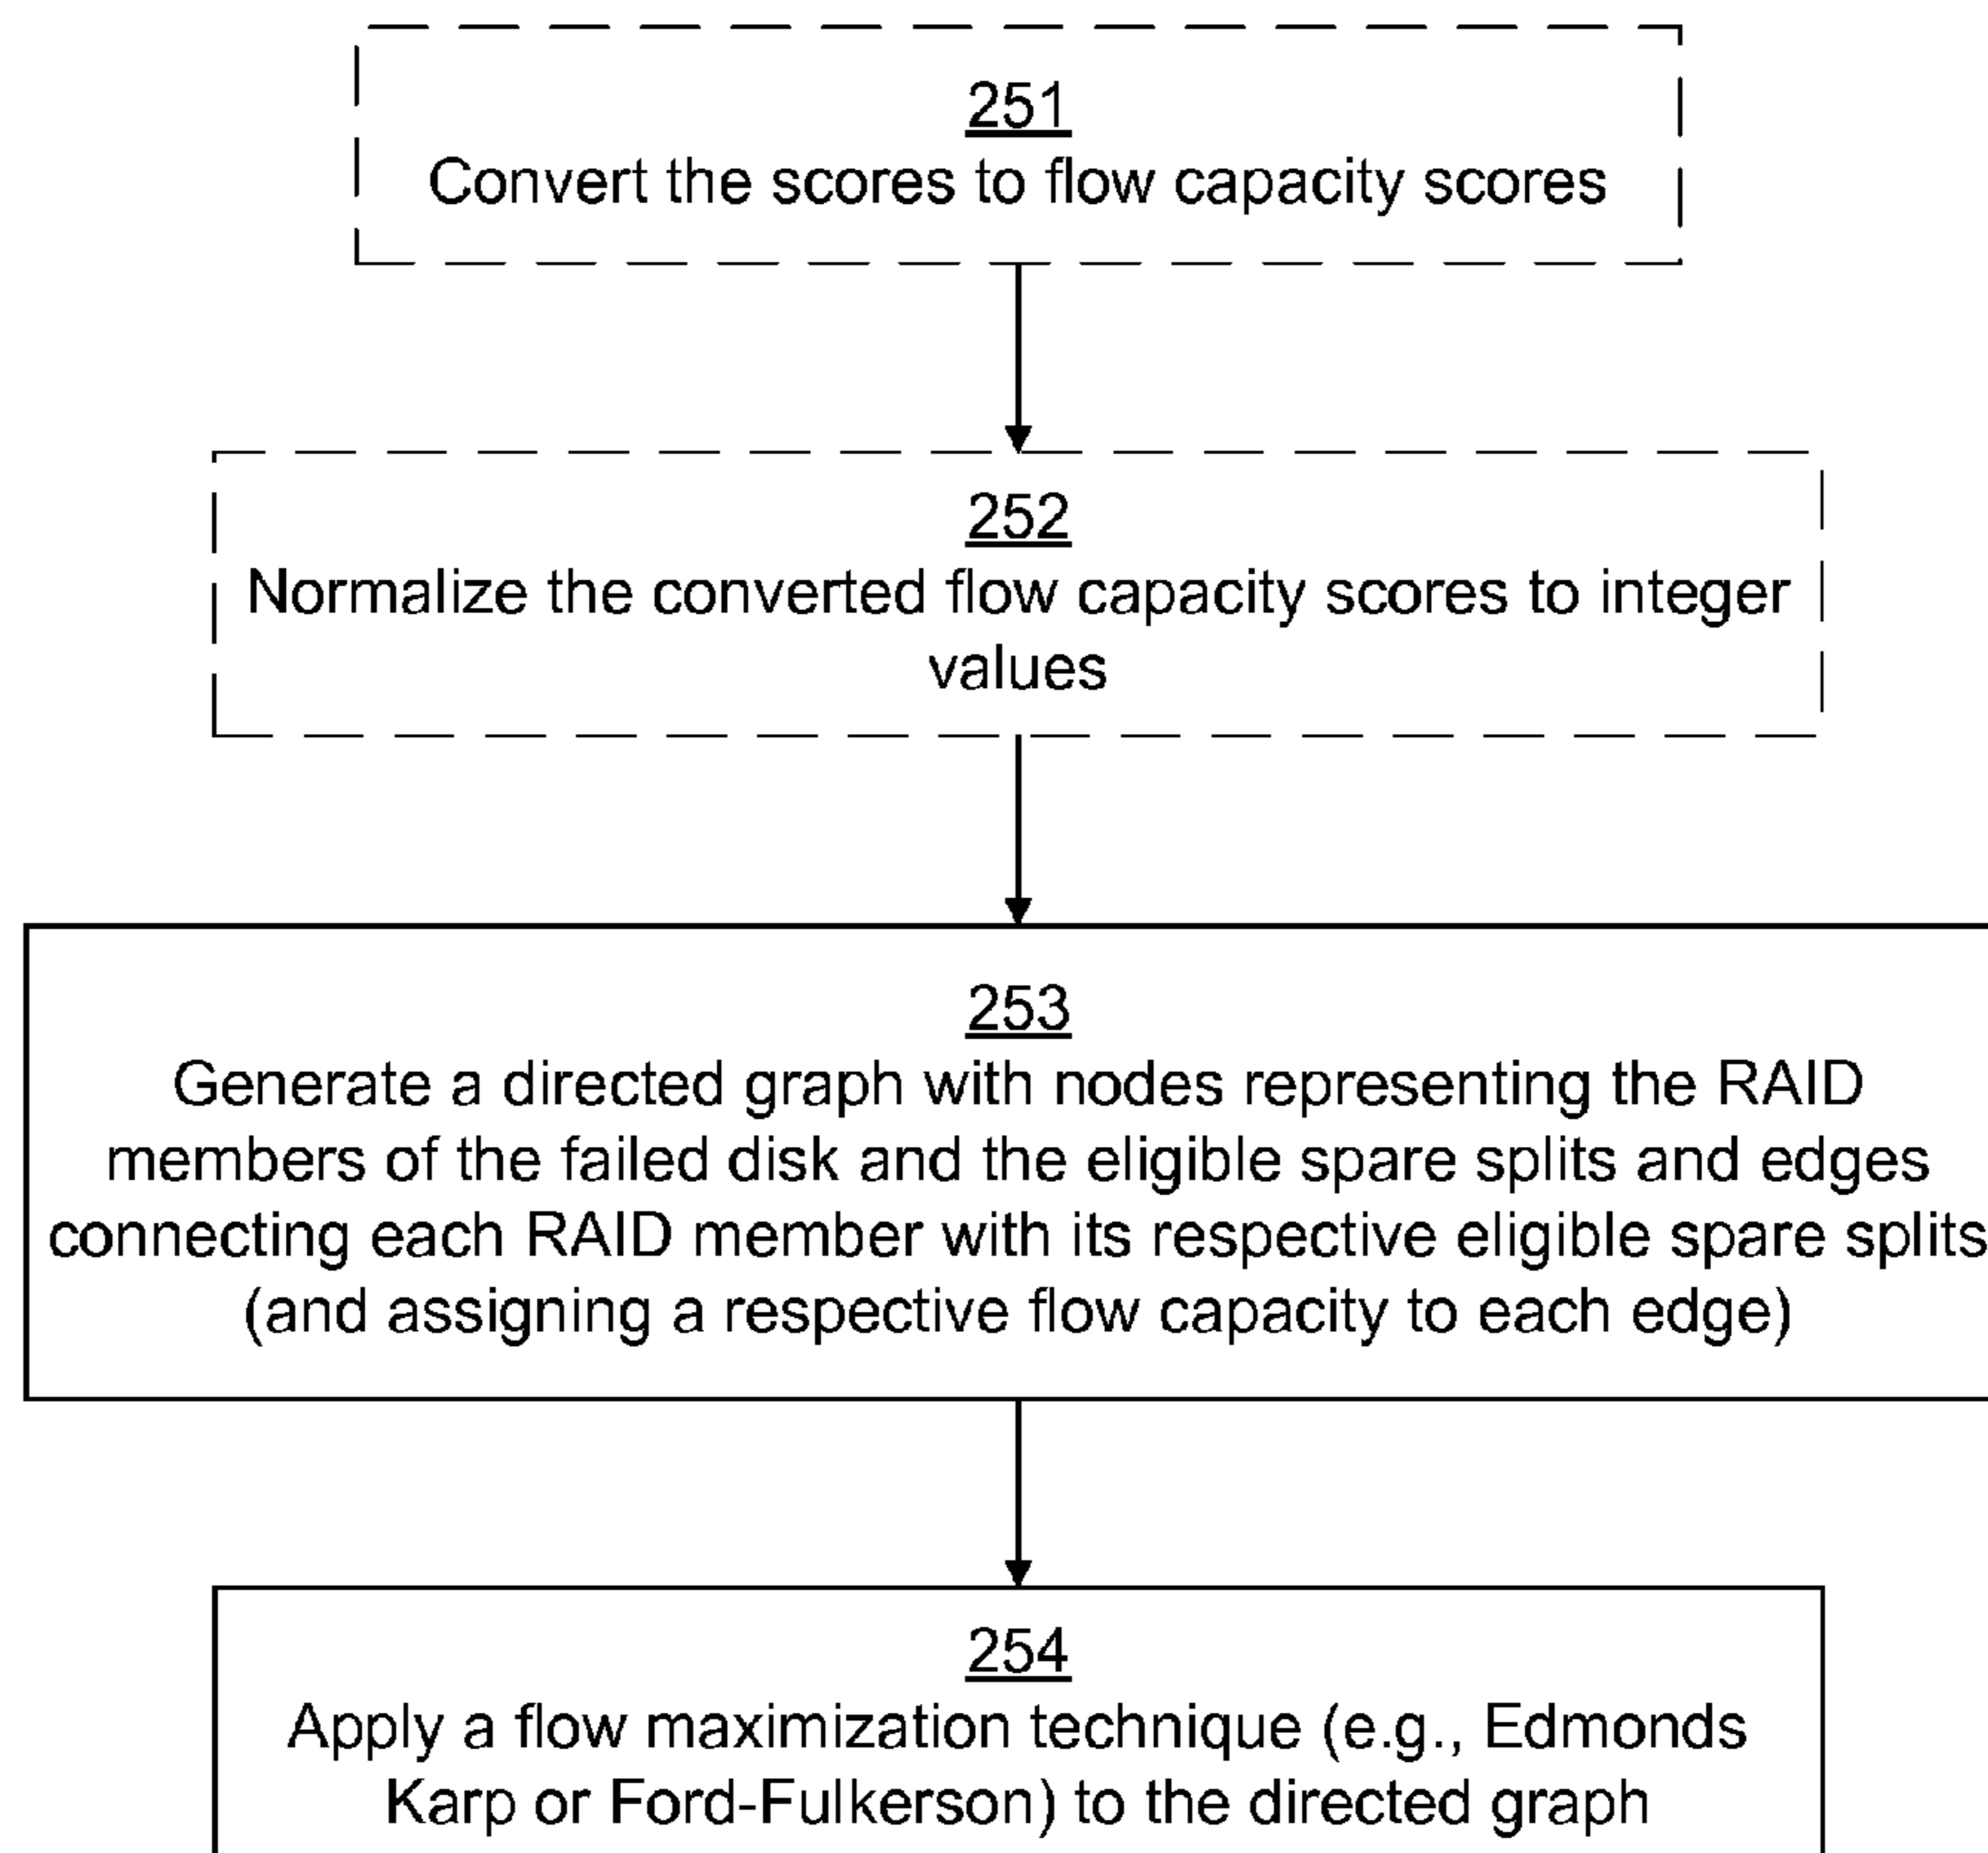 251
Convert the scores to flow capacity scores
252
Normalize the converted flow capacity scores to integer
values
253
Generate a directed graph with nodes representing the RAID
members of the failed disk and the eligible spare splits and edges
connecting each RAID member with its respective eligible spare splits
(and assigning a respective flow capacity to each edge)
254
Apply a flow maximization technique (e.g., Edmonds
Karp or Ford-Fulkerson) to the directed graph